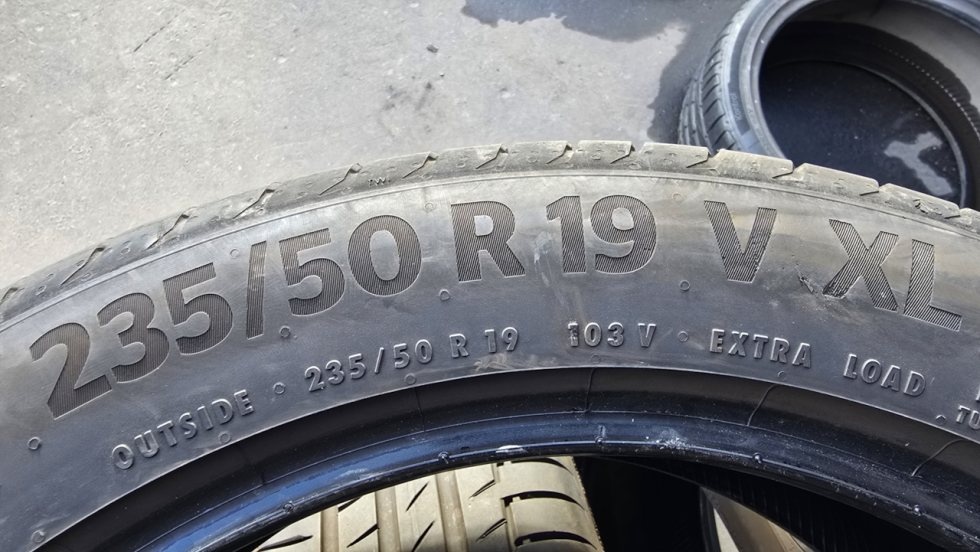 235/50 R 19 V XL
OUTSIDE 235/50 R 19 103 V EXTRA LOAD